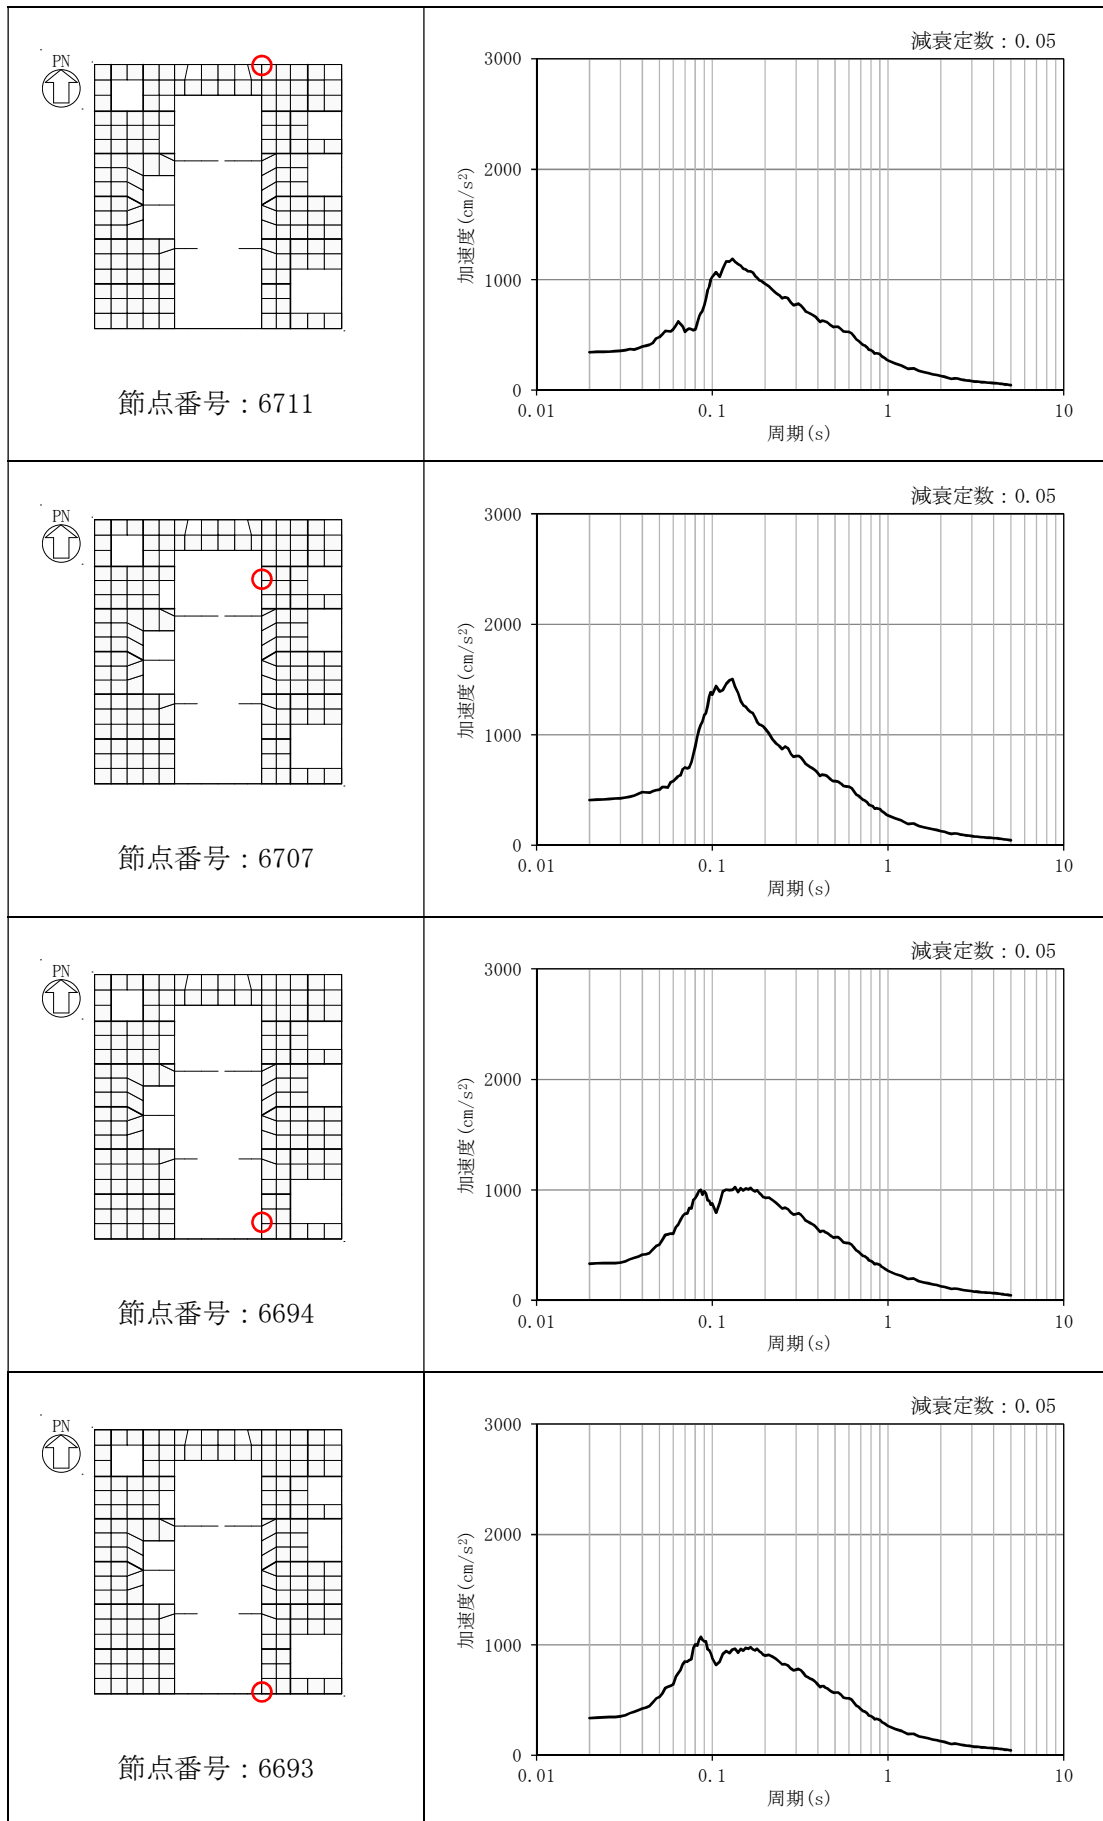 減衰定数：0.05
PN
3000
2000
1000
0
加速度(cm/s²)
0.01
0.1
1
10
周期(s)
節点番号：6711
減衰定数：0.05
PN
3000
2000
1000
0
加速度(cm/s²)
0.01
0.1
1
10
周期(s)
節点番号：6707
減衰定数：0.05
PN
3000
2000
1000
0
加速度(cm/s²)
0.01
0.1
1
10
周期(s)
節点番号：6694
減衰定数：0.05
PN
3000
2000
1000
0
加速度(cm/s²)
0.01
0.1
1
10
周期(s)
節点番号：6693